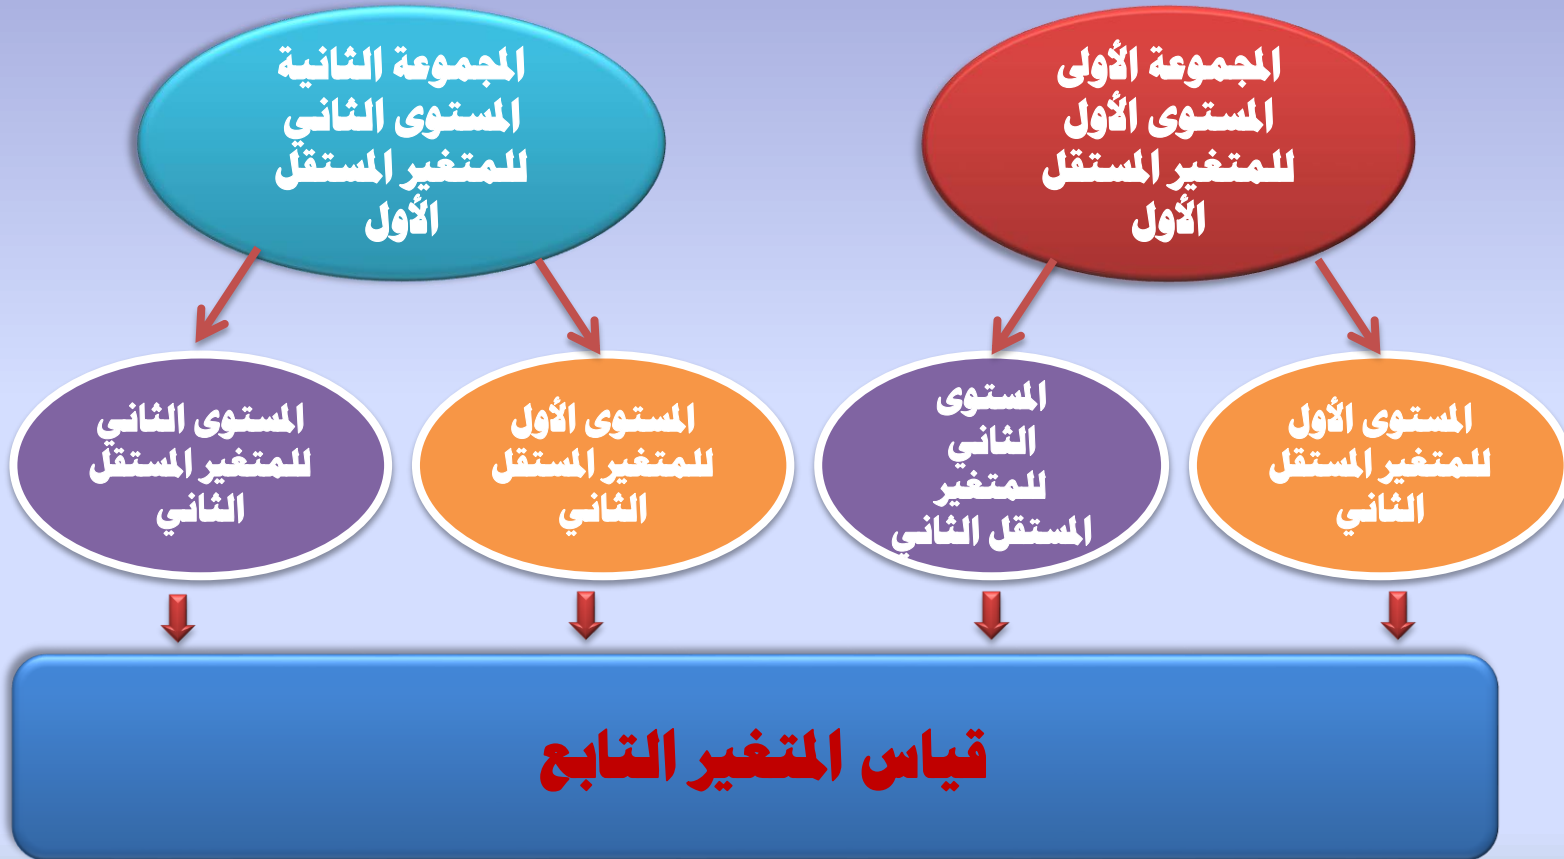 المجموعة الأولى
المستوى الأول
للمتغير المستقل
الأول
المجموعة الثانية
المستوى الثاني
للمتغير المستقل
الأول
المستوى الأول
للمتغير المستقل
الثاني
المستوى
الثاني
للمتغير
المستقل الثاني
المستوى الأول
للمتغير المستقل
الثاني
المستوى الثاني
للمتغير المستقل
الثاني
قياس المتغير التابع